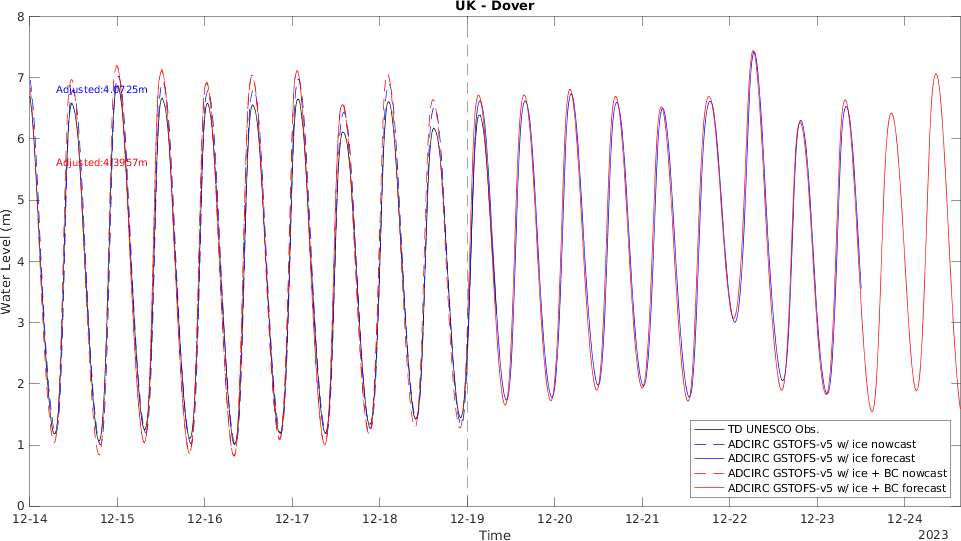 UK - Dover
8
7
6
5
4
3
2
1
0
Water Level (m)
Adjusted:4.0725m
Adjusted:4.3957m
TD UNESCO Obs.
ADCIRC GSTOFS-v5 w/ ice nowcast
ADCIRC GSTOFS-v5 w/ ice forecast
ADCIRC GSTOFS-v5 w/ ice + BC nowcast
ADCIRC GSTOFS-v5 w/ ice + BC forecast
12-14 12-15 12-16 12-17 12-18 12-19 12-20 12-21 12-22 12-23 12-24
Time
2023